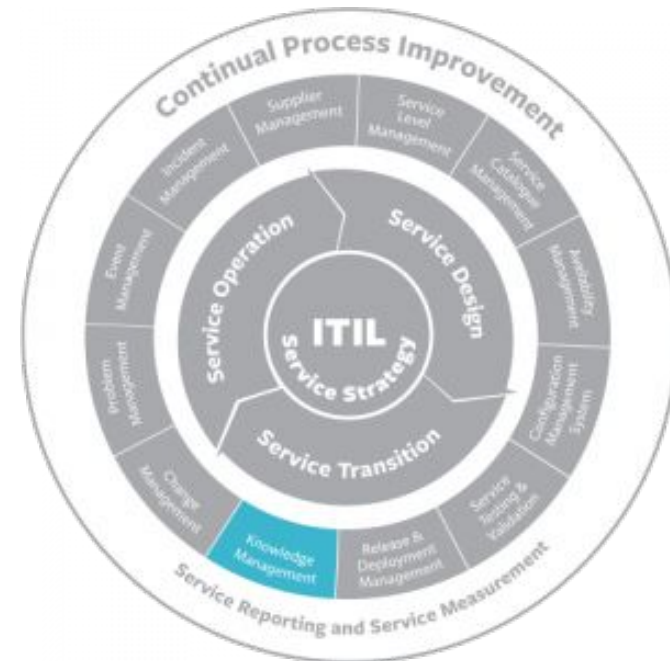 Continual Process Improvement
Supplier
Management
Service
Level
Management
Service
Catalogue
Management
Availability
Management
Configuration
Management
System
Service
Testing &
Validation
Release &
Deployment
Management
Knowledge
Management
Change
Management
Problem
Management
Event
Management
Incident
Management
Service Operation
Service Design
Service Transition
ITIL
Service Strategy
Service Reporting and Service Measurement